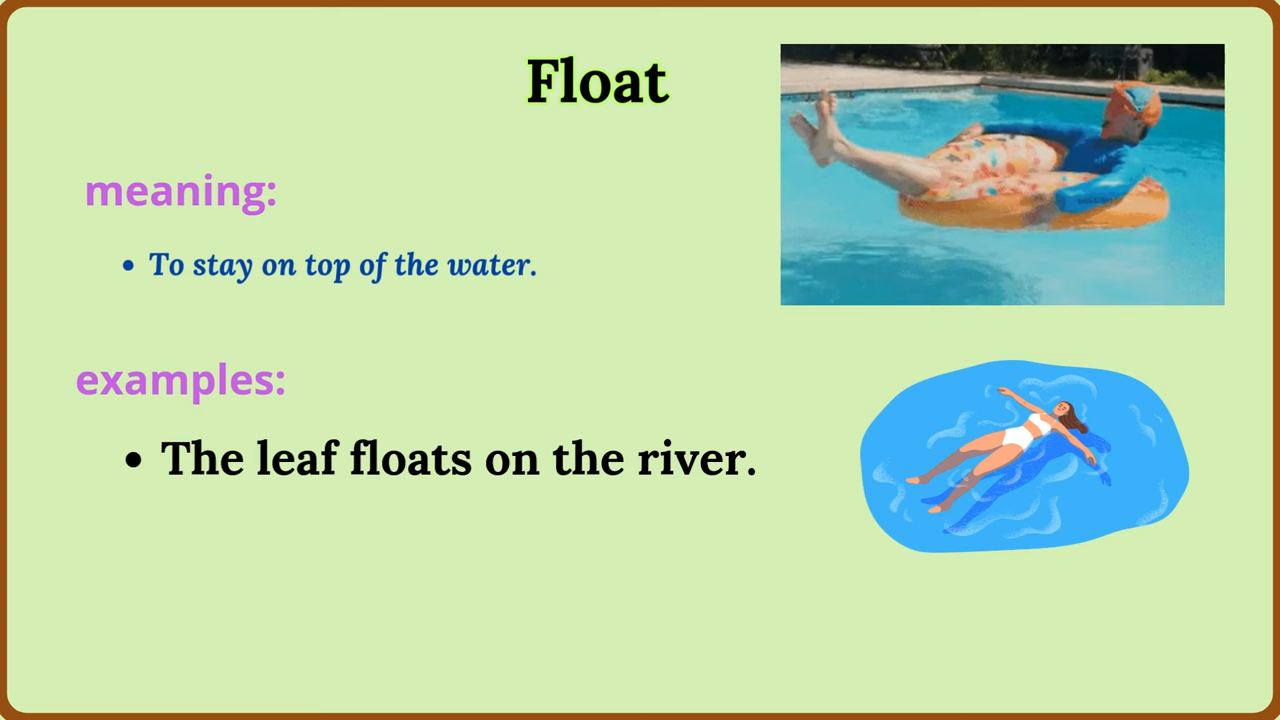 Float
meaning:
• To stay on top of the water.
examples:
• The leaf floats on the river.